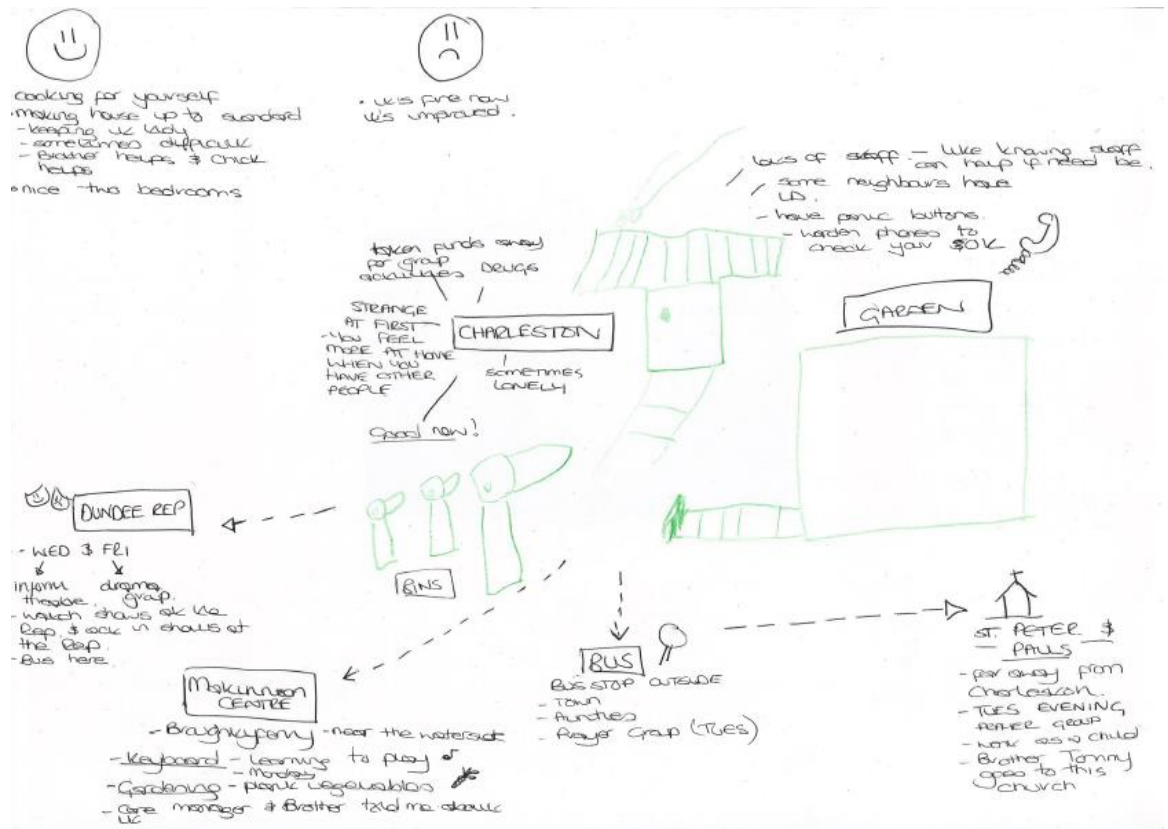 cooking for yourself
- making house up to standard
- keeping it tidy
- sometimes difficult
- Brother helps & Chick
helps
• nice - two bedrooms
• it's fine now
it's improved.
lots of staff - like knowing staff
can help if need be.
some neighbours have
LD.
- have panic buttons.
- warden phones to
check your OK
taken funds away
for group
activities
DRUGS
STRANGE
AT FIRST
- YOU FEEL
MORE AT HOME
WHEN YOU
HAVE OTHER
PEOPLE
CHARLESTON
SOMETIMES
LONELY
Good now!
GARDEN
DUNDEE REP
- WED & FRI
inform drama
theatre. group.
- watch shows at the
Rep & act in shows at
the Rep.
- Bus here.
BINS
Makinnon
CENTRE
- Braughtyferry - near the waterside
- Keyboard - Learning to play
- Monday
- Gardening - plant vegetables
- Care manager & Brother told me about
it
BUS
BUS STOP OUTSIDE
- Town
- Aunties
- Prayer Group (TUES)
ST. PETER &
PAULS
- far away from
Charleston.
- TUES EVENING
PRAYER GROUP
- went as a child
- Brother Tommy
goes to this
church